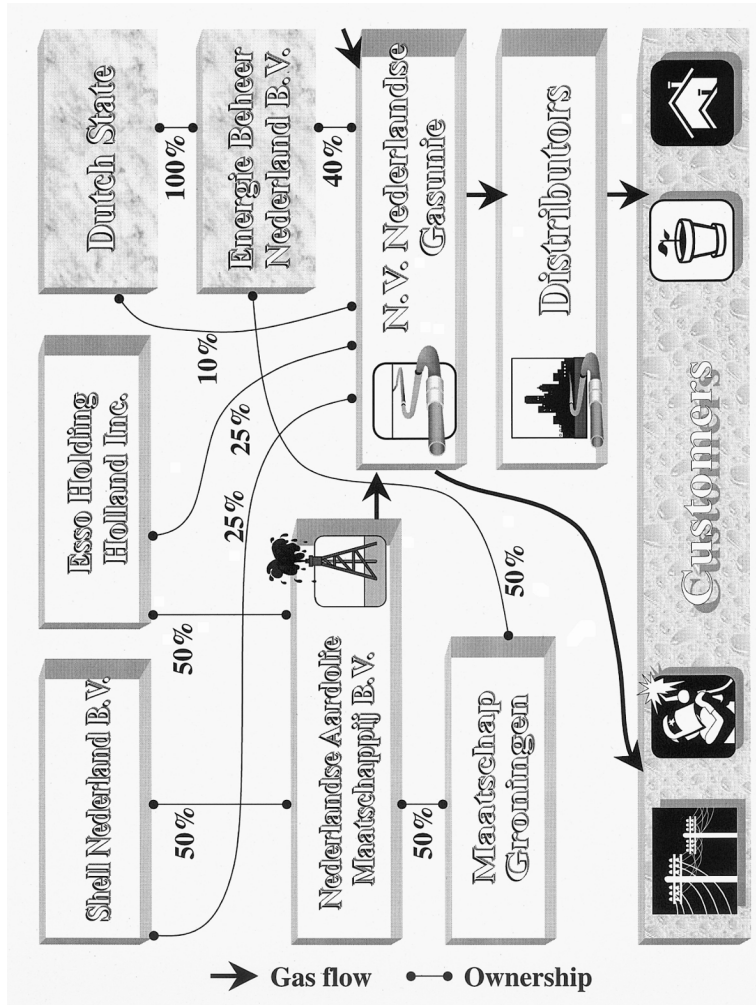 Shell Nederland B.V.
Esso Holding
Holland Inc.
Dutch State
50%
50%
25%
25%
10%
100%
Nederlandse Aardolie
Maatschappij B.V.
Energie Beheer
Nederland B.V.
50%
50%
40%
Maatschap
Groningen
N.V. Nederlandse
Gasunie
Distributors
Customers
Gas flow
Ownership